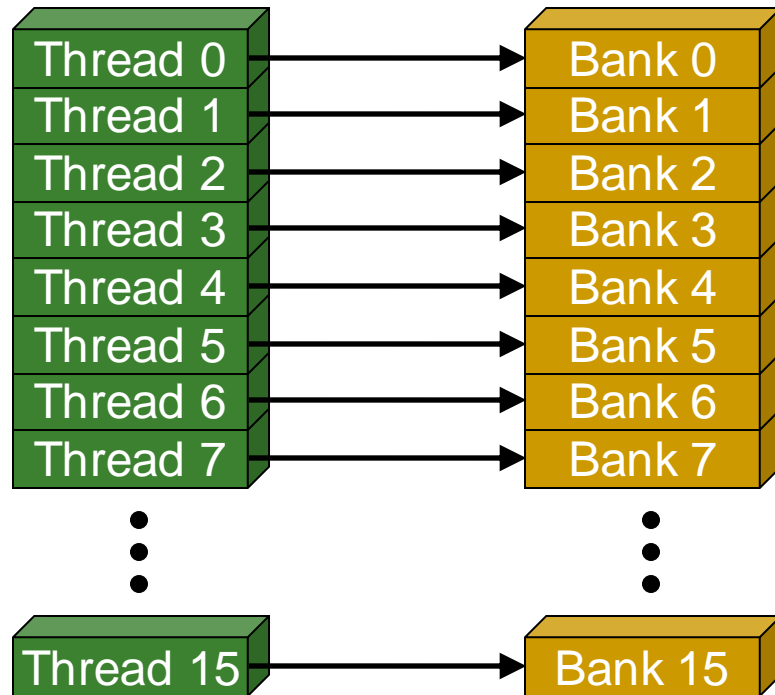 Thread 0
Bank 0
Thread 1
Bank 1
Thread 2
Bank 2
Thread 3
Bank 3
Thread 4
Bank 4
Thread 5
Bank 5
Thread 6
Bank 6
Thread 7
Bank 7
Thread 15
Bank 15